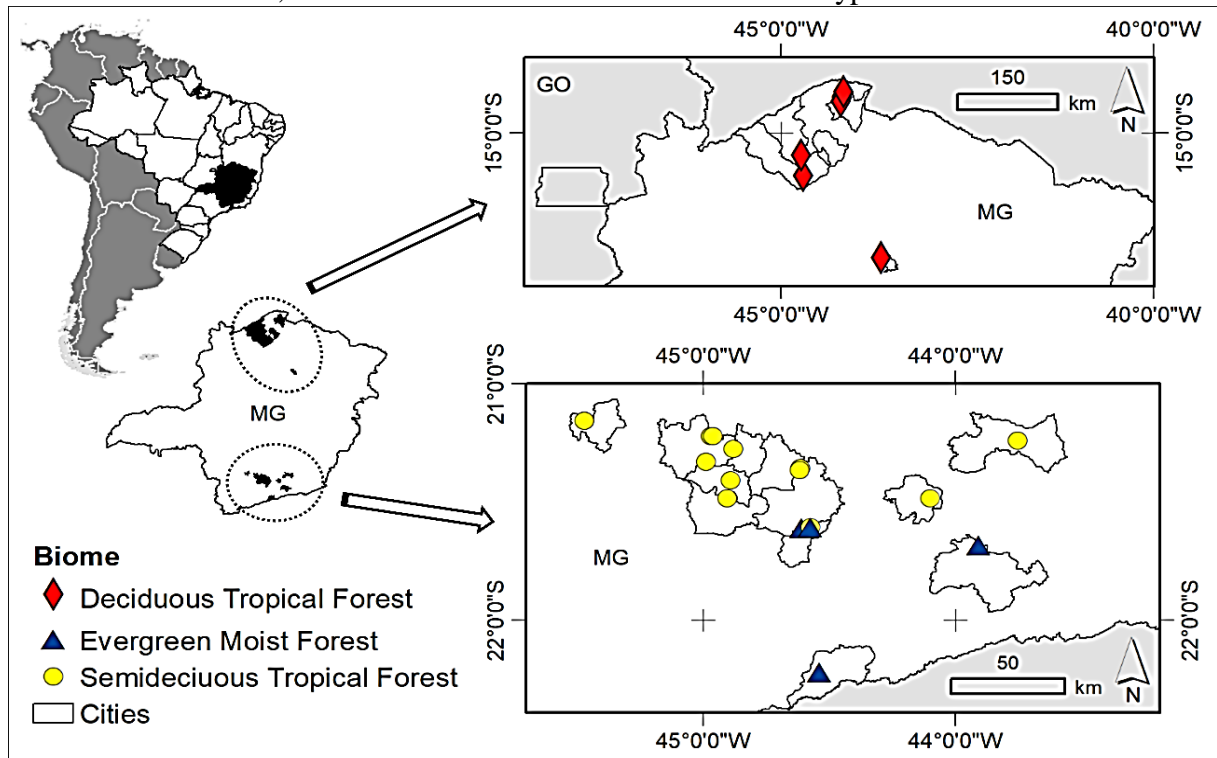 45°0'0"W
40°0'0"W
GO
150
km
N
15°0'0"S
15°0'0"S
MG
45°0'0"W
40°0'0"W
45°0'0"W
44°0'0"W
21°0'0"S
21°0'0"S
MG
MG
22°0'0"S
22°0'0"S
50
km
N
45°0'0"W
44°0'0"W
Biome
Deciduous Tropical Forest
Evergreen Moist Forest
Semideciuous Tropical Forest
Cities